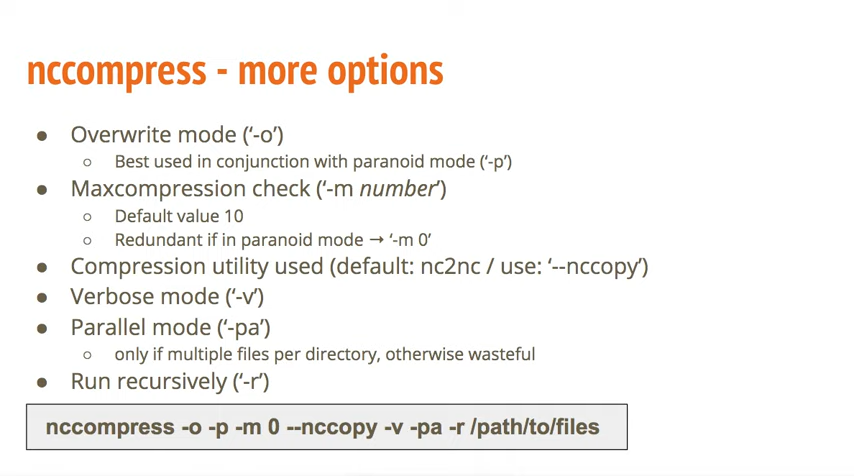 nccompress - more options
● Overwrite mode (‘-o’)
○ Best used in conjunction with paranoid mode (‘-p’)
● Maxcompression check (‘-m number’)
○ Default value 10
○ Redundant if in paranoid mode → ‘-m 0’
● Compression utility used (default: nc2nc / use: ‘--nccopy’)
● Verbose mode (‘-v’)
● Parallel mode (‘-pa’)
○ only if multiple files per directory, otherwise wasteful
● Run recursively (‘-r’)
nccompress -o -p -m 0 --nccopy -v -pa -r /path/to/files